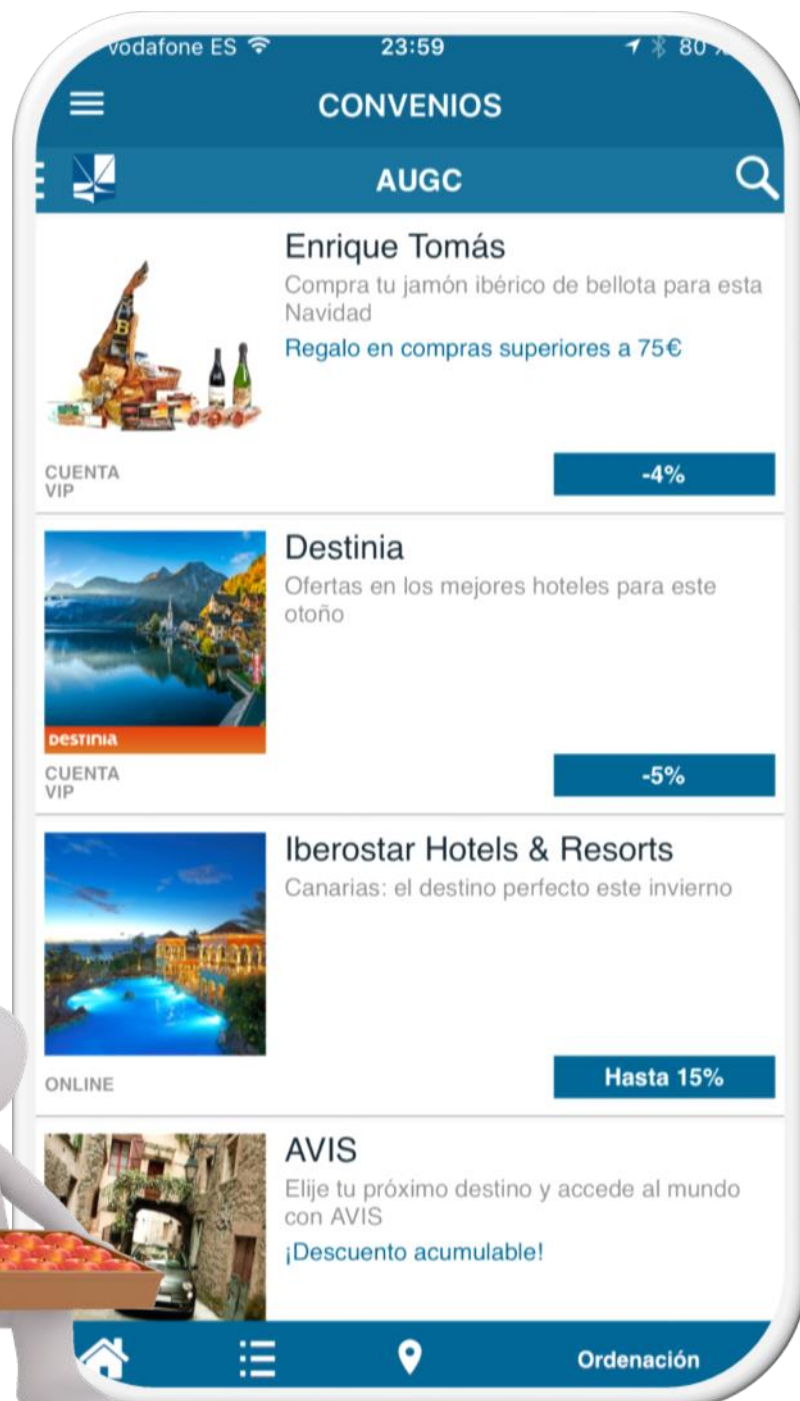 vodafone ES 23:59 80 %
CONVENIOS
AUGC
Enrique Tomás
Compra tu jamón ibérico de bellota para esta
Navidad
Regalo en compras superiores a 75€
B
CUENTA
VIP
-4%
Destinia
Ofertas en los mejores hoteles para este
otoño
DESTINIA
CUENTA
VIP
-5%
Iberostar Hotels & Resorts
Canarias: el destino perfecto este invierno
ONLINE
Hasta 15%
AVIS
Elije tu próximo destino y accede al mundo
con AVIS
¡Descuento acumulable!
Ordenación